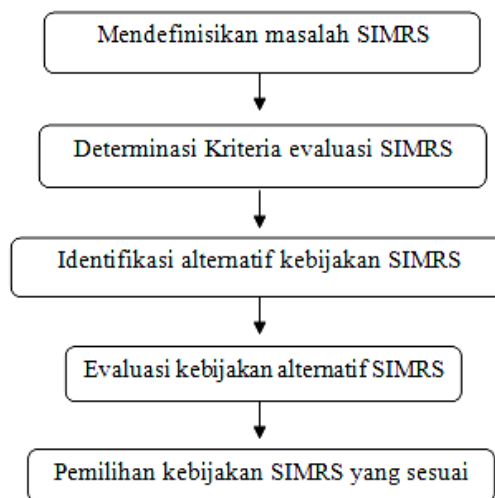 Mendefinisikan masalah SIMRS
Determinasi Kriteria evaluasi SIMRS
Identifikasi alternatif kebijakan SIMRS
Evaluasi kebijakan alternatif SIMRS
Pemilihan kebijakan SIMRS yang sesuai